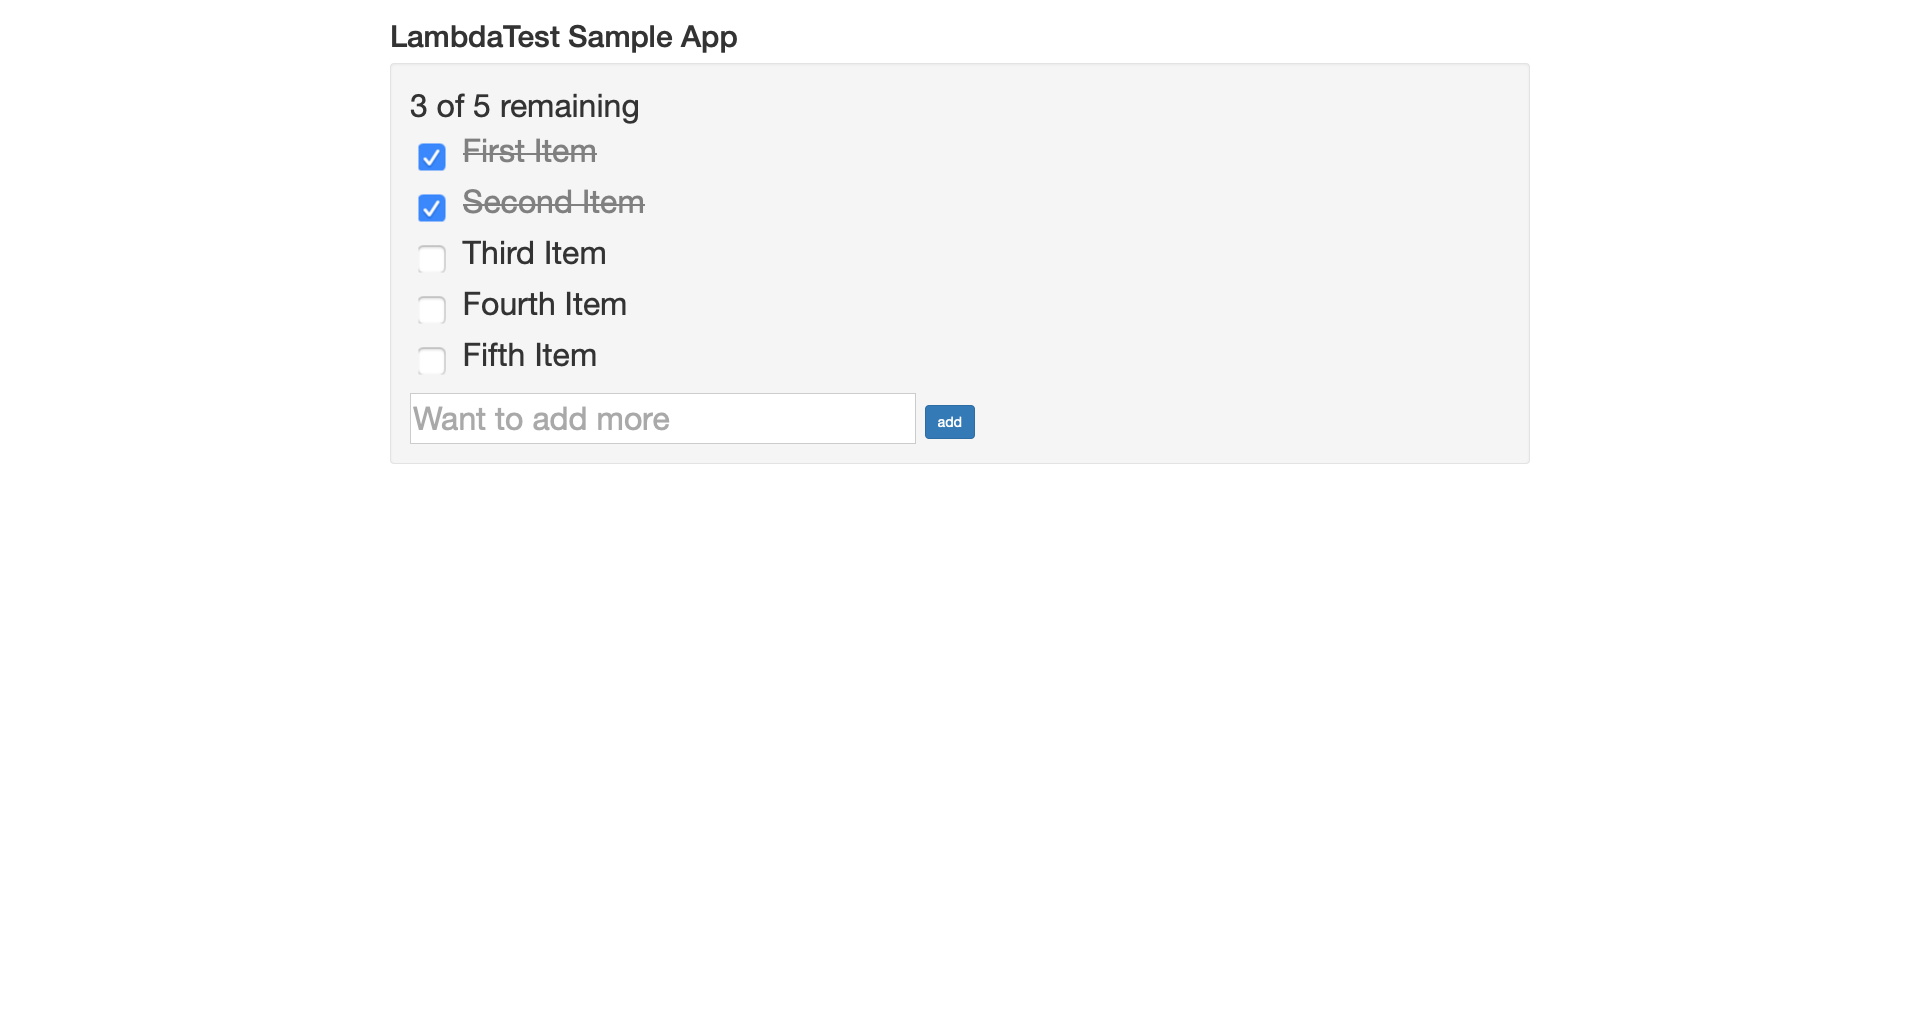 LambdaTest Sample App
3 of 5 remaining
First Item
Second Item
Third Item
Fourth Item
Fifth Item
Want to add more
add